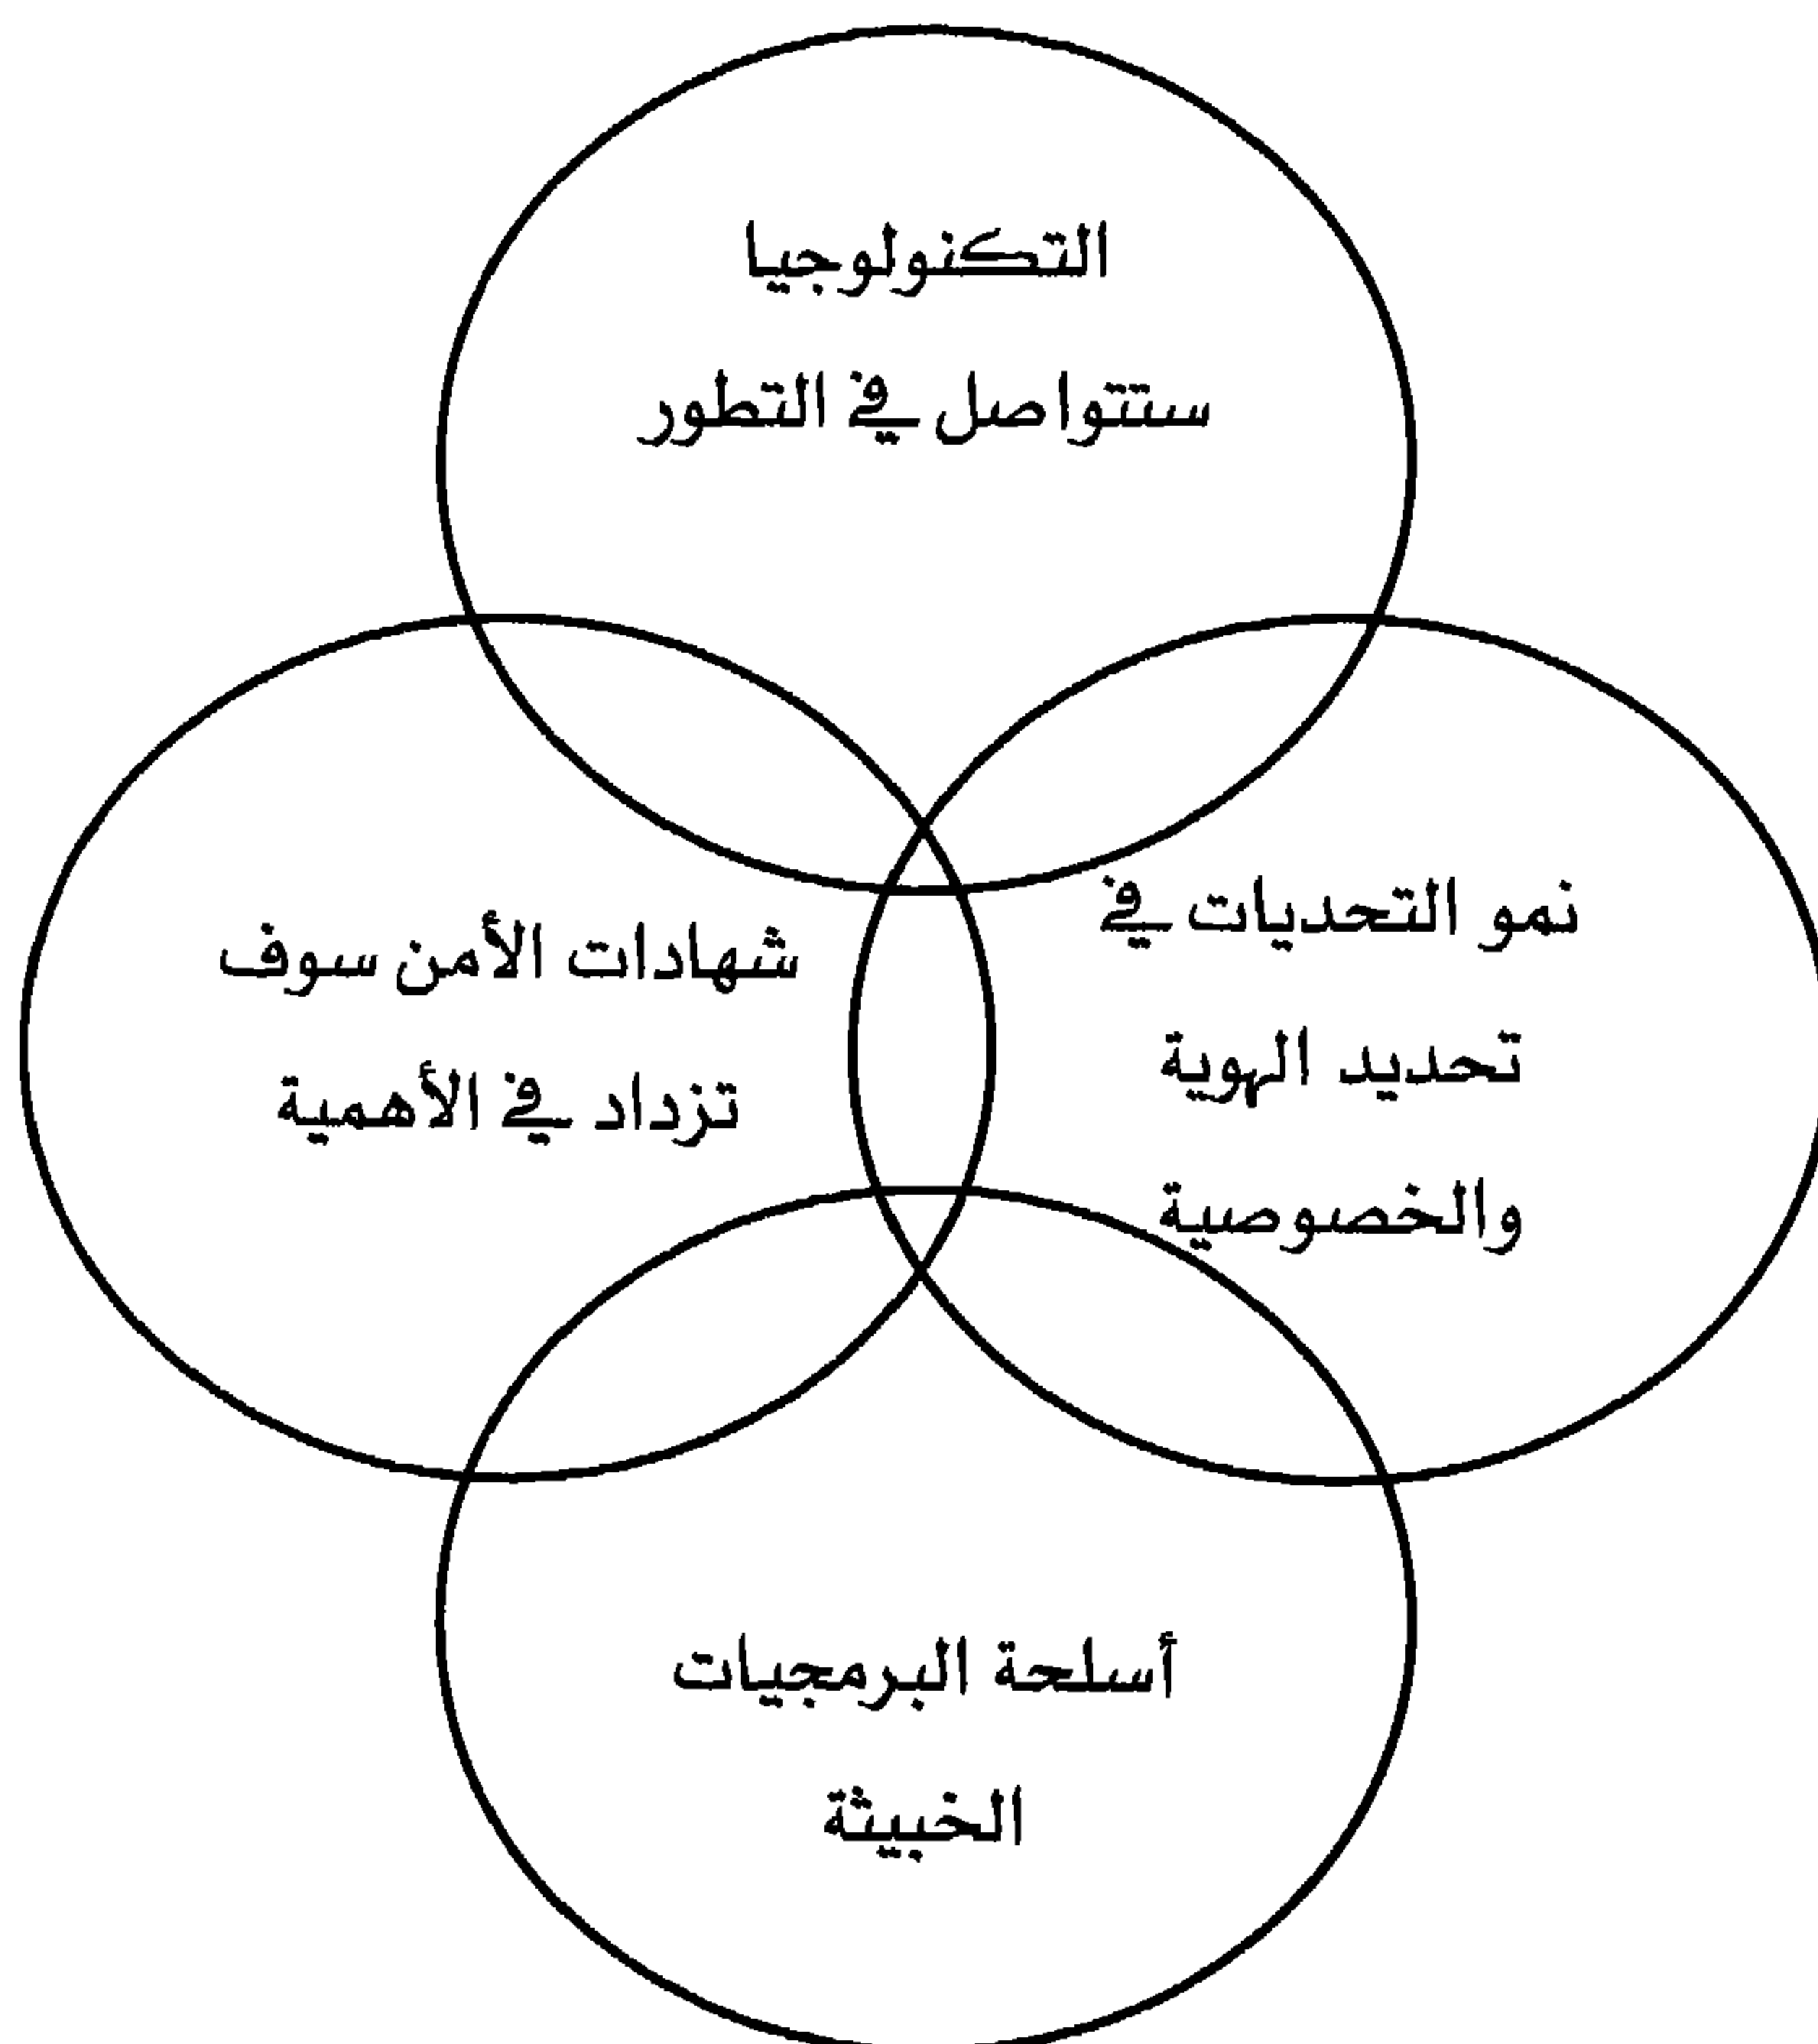 التكنولوجيا
ستتواصل في التطور
نمو التحديات في
تحديد الهوية
والخصوصية
شهادات الأمن سوف
تزداد في الأهمية
أسلحة البرمجيات
الخبيثة